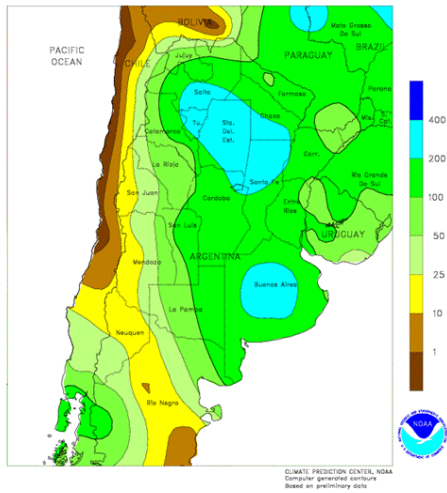 BOLIVIA
Mato Grosso
Do Sul
PACIFIC
OCEAN
BRAZIL
CHILE
Jujuy
PARAGUAY
Salta
Formosa
Parana
Tu.
Sta.
Del.
Est.
Chaco
Mis.
S.
Cat.
Catamarca
Corr.
La Rioja
Rio Grande
Do Sul
Santa Fe
San Juan
Cordoba
Entre
Rios
San Luis
URUGUAY
Mendoza
ARGENTINA
Buenos Aires
La Pampa
Neuquen
Rio Negro
400
200
100
50
25
10
1
NOAA
CLIMATE PREDICTION CENTER, NOAA
Computer generated contours
Based on preliminary data